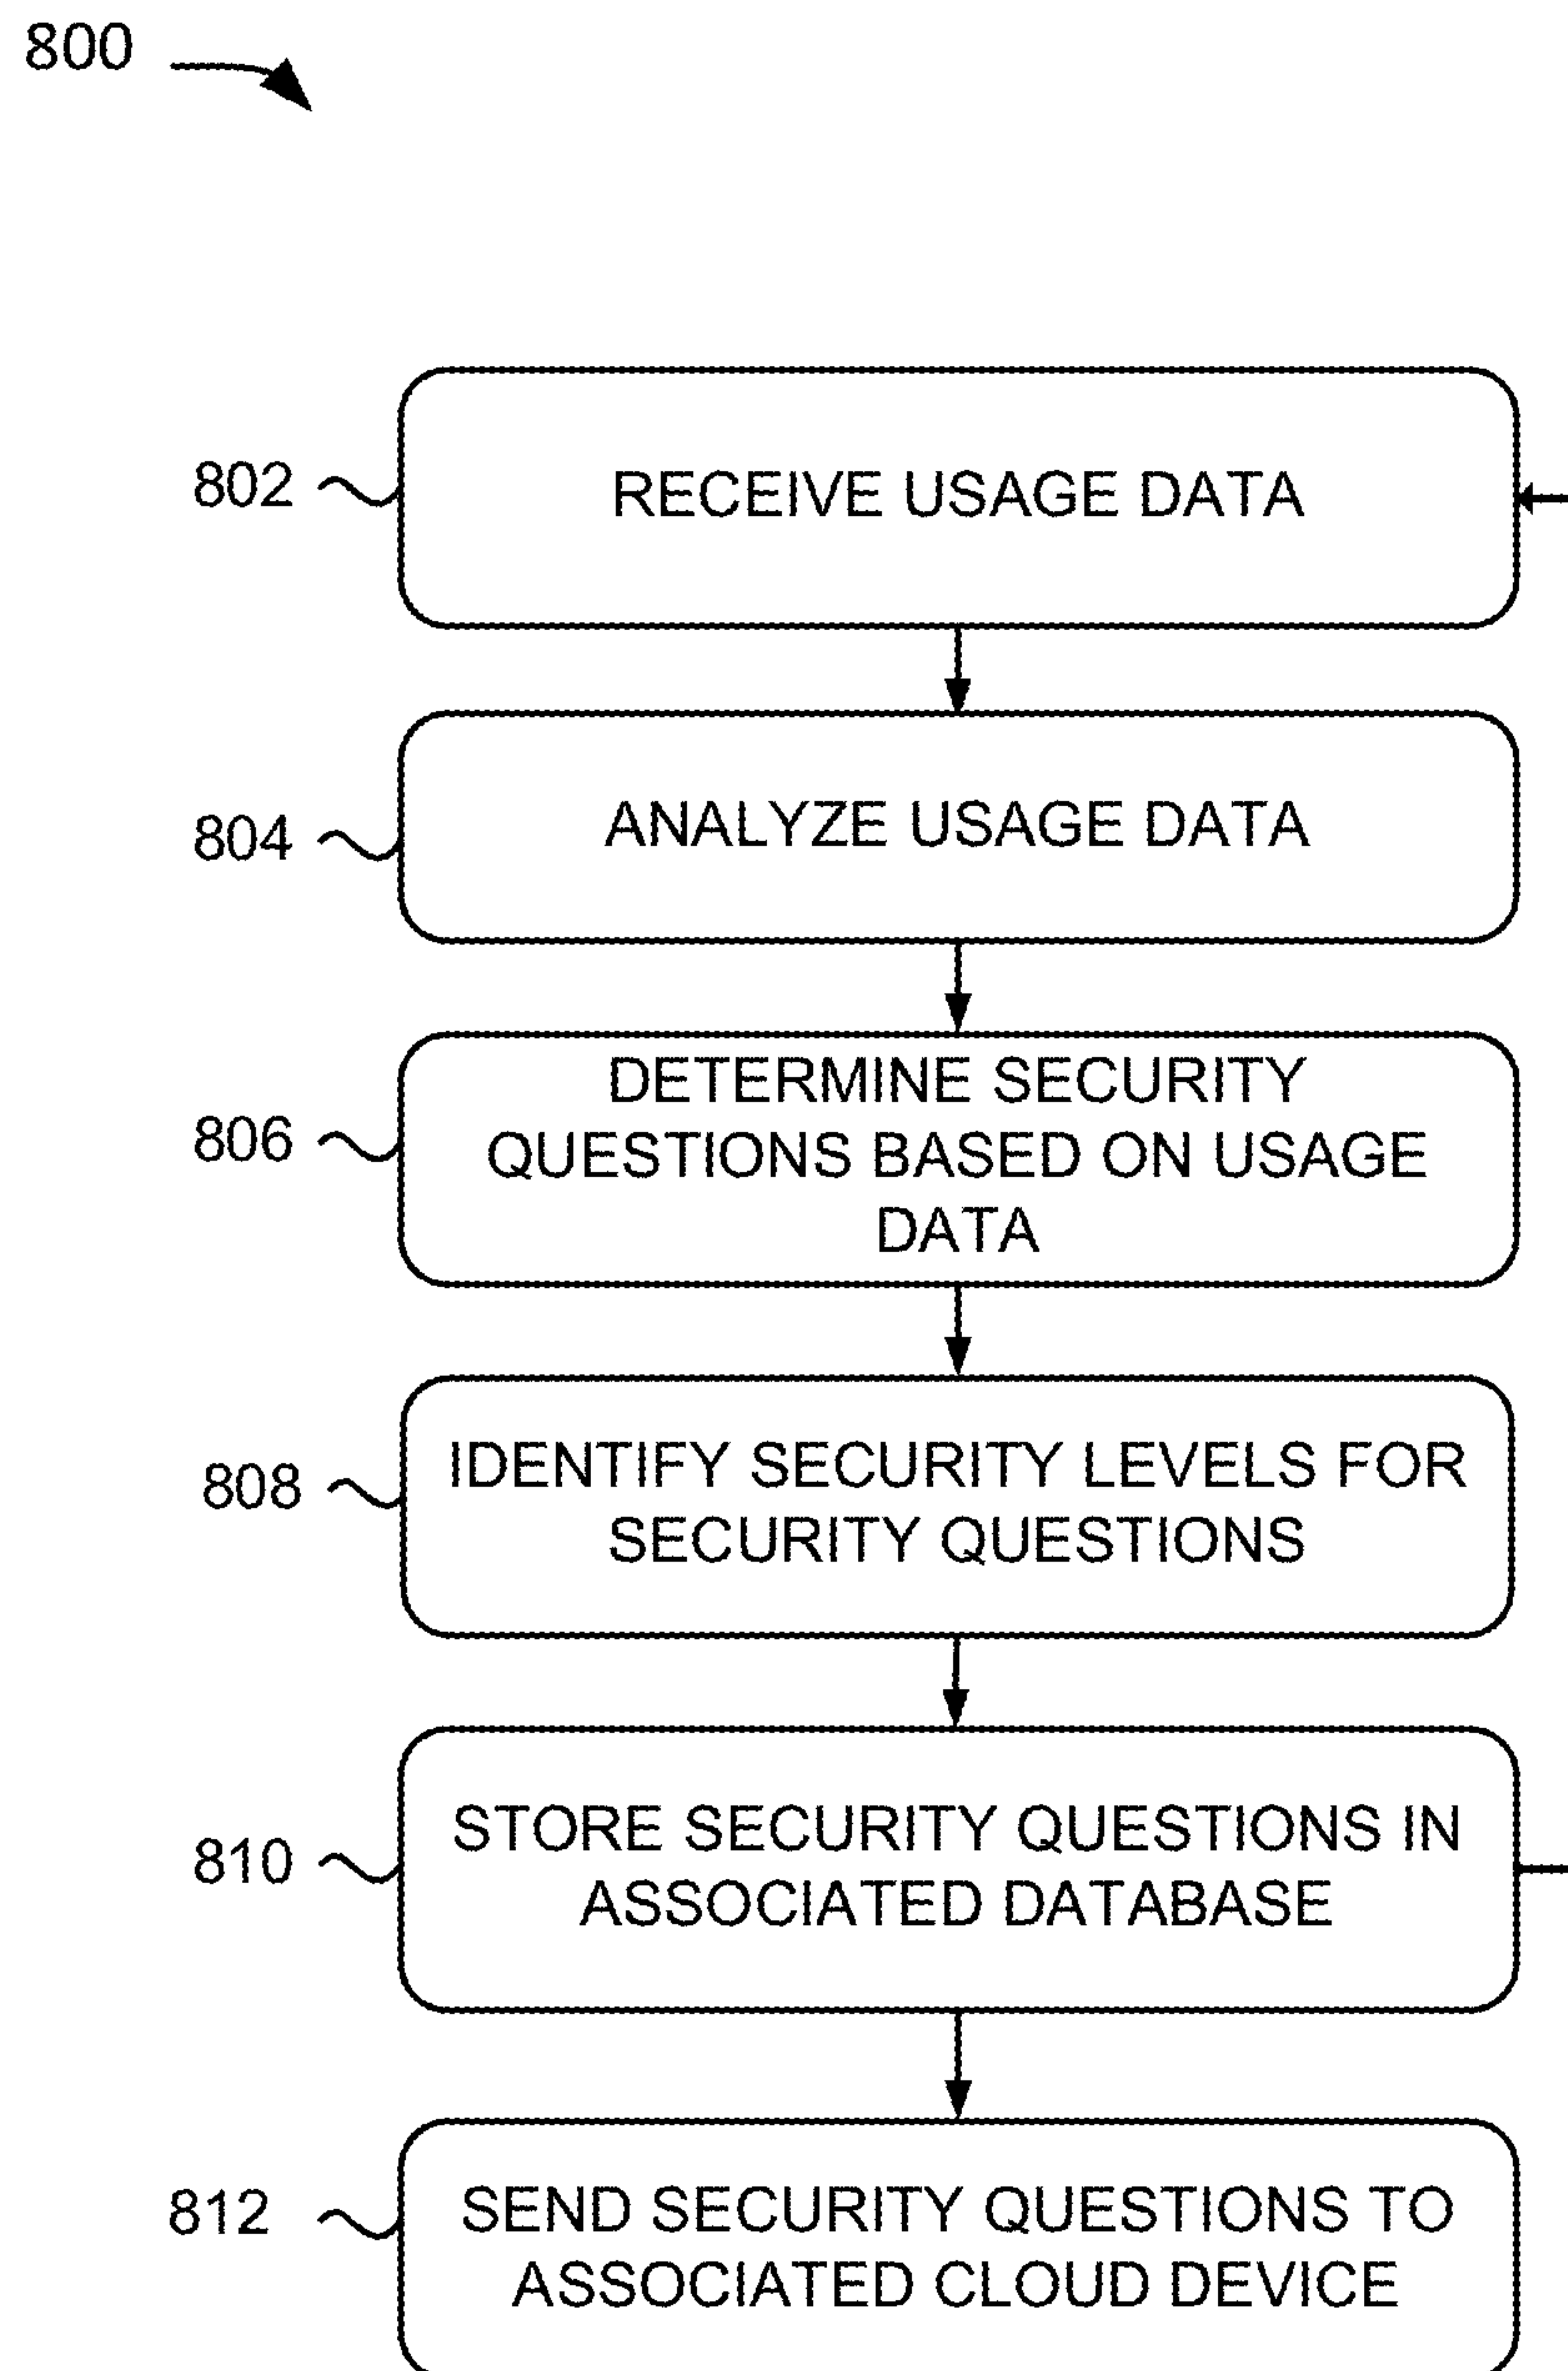 800
802
RECEIVE USAGE DATA
804
ANALYZE USAGE DATA
806
DETERMINE SECURITY
QUESTIONS BASED ON USAGE
DATA
808
IDENTIFY SECURITY LEVELS FOR
SECURITY QUESTIONS
810
STORE SECURITY QUESTIONS IN
ASSOCIATED DATABASE
812
SEND SECURITY QUESTIONS TO
ASSOCIATED CLOUD DEVICE